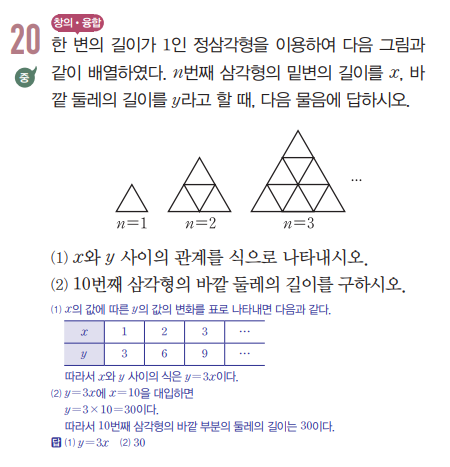 20
창의·융합
중
한 변의 길이가 1인 정삼각형을 이용하여 다음 그림과
같이 배열하였다. n번째 삼각형의 밑변의 길이를 x, 바
깥 둘레의 길이를 y라고 할 때, 다음 물음에 답하시오.
...
n=1 n=2 n=3
(1) x와 y 사이의 관계를 식으로 나타내시오.
(2) 10번째 삼각형의 바깥 둘레의 길이를 구하시오.
(1) x의 값에 따른 y의 값의 변화를 표로 나타내면 다음과 같다.
x 1 2 3 ...
y 3 6 9 ...
따라서 x와 y 사이의 식은 y=3x이다.
(2) y=3x에 x=10을 대입하면
y=3×10=30이다.
따라서 10번째 삼각형의 바깥 부분의 둘레의 길이는 30이다.
답 (1) y=3x (2) 30